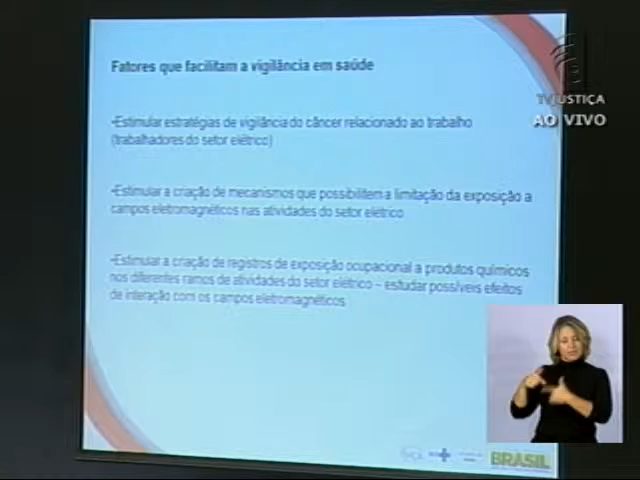 Fatores que facilitam a vigilância em saúde
TV JUSTIÇA
AO VIVO
•Estimular estratégias de vigilância do câncer relacionado ao trabalho
(trabalhadores do setor elétrico)
•Estimular a criação de mecanismos que possibilitem a limitação da exposição a
campos eletromagnéticos nas atividades do setor elétrico
•Estimular a criação de registros de exposição ocupacional a produtos químicos
nos diferentes ramos de atividades do setor elétrico – estudar possíveis efeitos
de interação com os campos eletromagnéticos
BRASIL